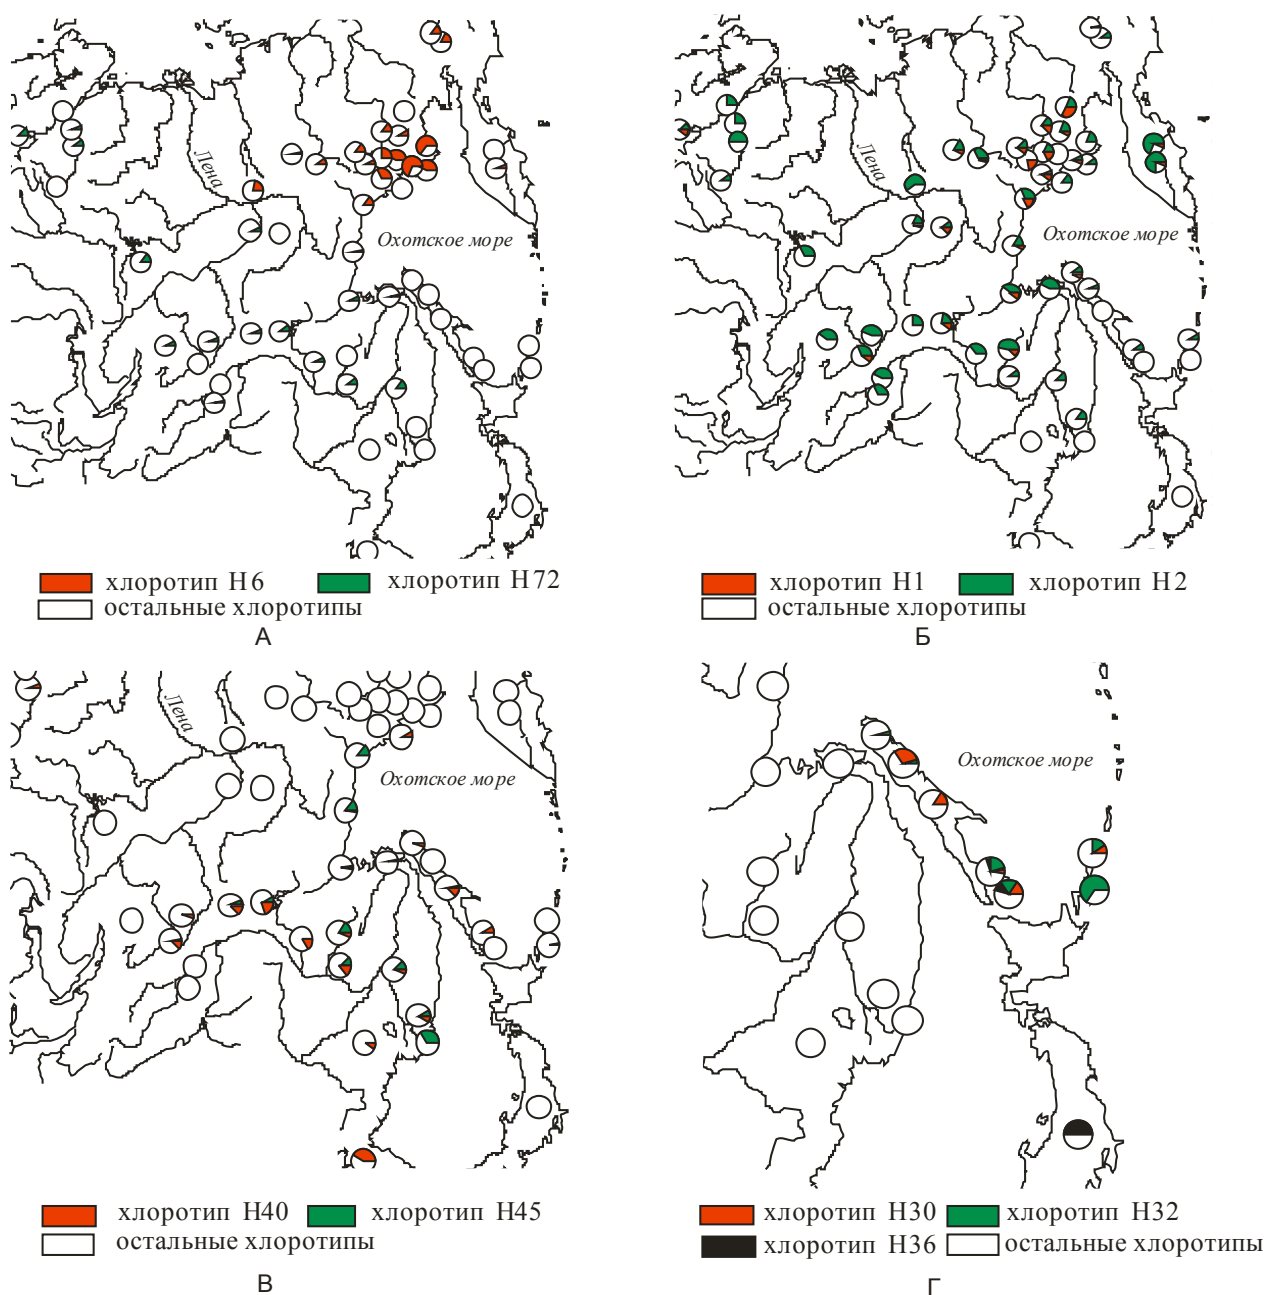 Лена
Охотское море
хлоротип Н6 хлоротип Н72
остальные хлоротипы
А
Лена
Охотское море
хлоротип Н1 хлоротип Н2
остальные хлоротипы
Б
Лена
Охотское море
хлоротип Н40 хлоротип Н45
остальные хлоротипы
В
Охотское море
хлоротип Н30 хлоротип Н32
хлоротип Н36 остальные хлоротипы
Г